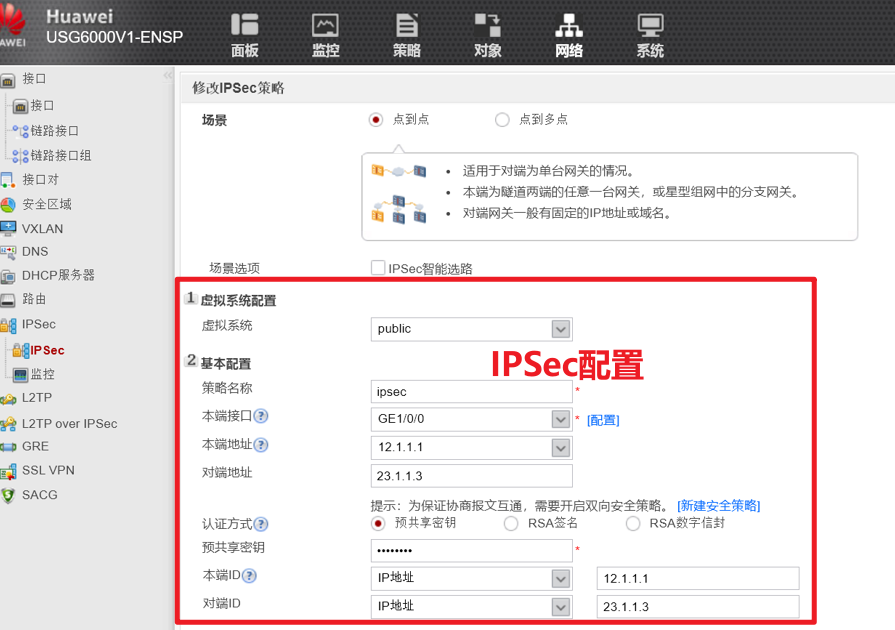 Huawei
USG6000V1-ENSP
AWEI
面板
监控
策略
对象
网络
系统
接口
接口
链路接口
链路接口组
接口对
安全区域
VXLAN
DNS
DHCP服务器
路由
IPSec
IPSec
监控
L2TP
L2TP over IPSec
GRE
SSL VPN
SACG
修改IPSec策略
场景
点到点
点到多点
• 适用于对端为单台网关的情况。
• 本端为隧道两端的任意一台网关，或星型组网中的分支网关。
• 对端网关一般有固定的IP地址或域名。
场景选项
IPSec智能选路
1 虚拟系统配置
虚拟系统
public
2 基本配置
IPSec配置
策略名称
ipsec
*
本端接口 ?
GE1/0/0
* [配置]
本端地址 ?
12.1.1.1
对端地址
23.1.1.3
提示：为保证协商报文互通，需要开启双向安全策略。 [新建安全策略]
认证方式 ?
预共享密钥
RSA签名
RSA数字信封
预共享密钥
••••••••
*
本端ID ?
IP地址
12.1.1.1
对端ID
IP地址
23.1.1.3